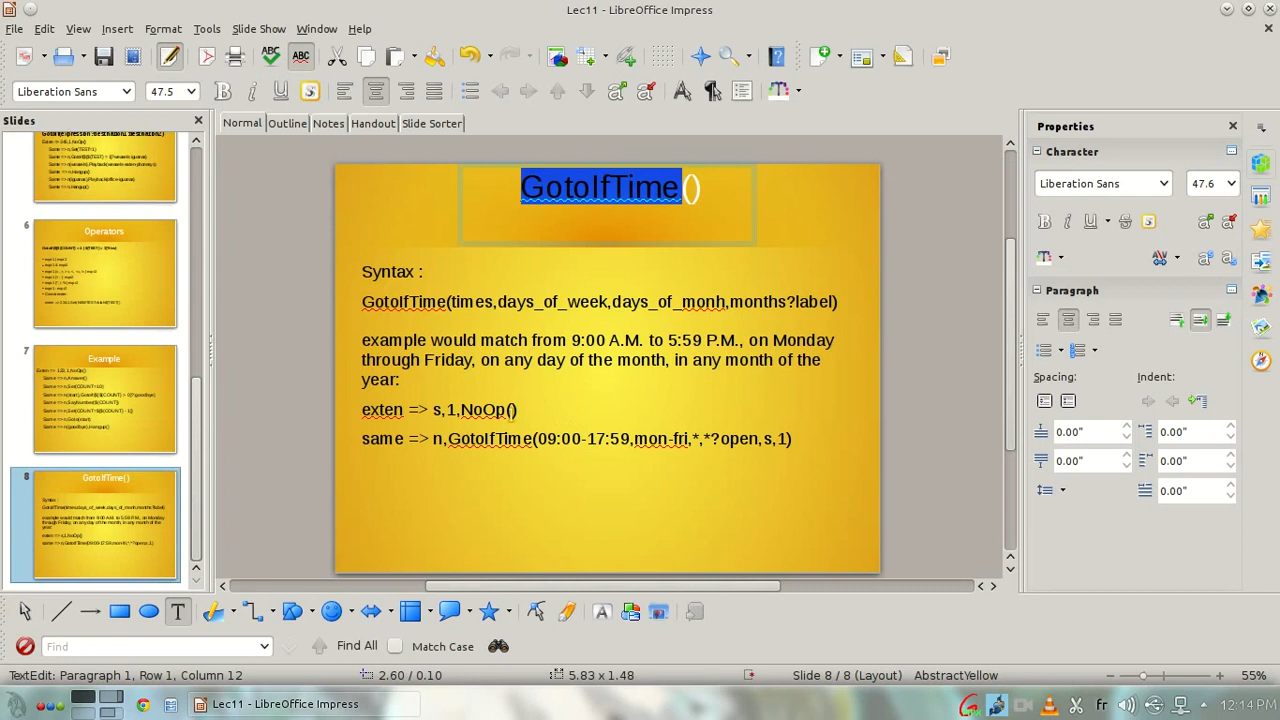 Lec11 - LibreOffice Impress
File Edit View Insert Format Tools Slide Show Window Help
Liberation Sans 47.5
Slides
Normal Outline Notes Handout Slide Sorter
Properties
Character
Liberation Sans 47.6
Paragraph
Spacing: Indent:
0.00" 0.00"
0.00" 0.00"
0.00"
6
Operators
7
Example
8
GotoIfTime()
GotoIfTime()
Syntax :
GotoIfTime(times,days_of_week,days_of_monh,months?label)
example would match from 9:00 A.M. to 5:59 P.M., on Monday
through Friday, on any day of the month, in any month of the
year:
exten => s,1,NoOp()
same => n,GotoIfTime(09:00-17:59,mon-fri,*,*?open,s,1)
Find Find All Match Case
TextEdit: Paragraph 1, Row 1, Column 12 2.60 / 0.10 5.83 x 1.48 Slide 8 / 8 (Layout) AbstractYellow 55%
Lec11 - LibreOffice Impress fr 12:14 PM